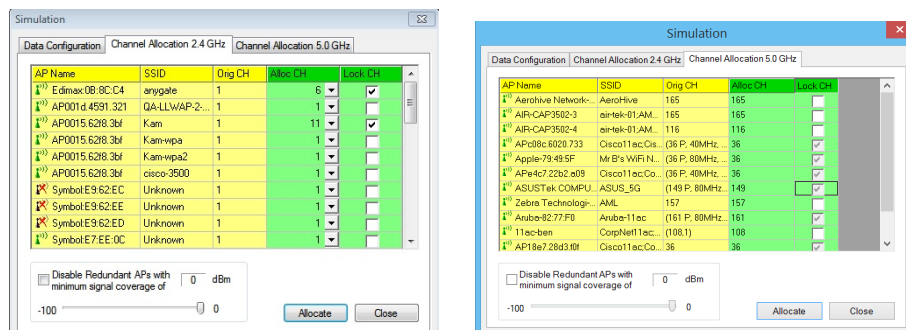 Simulation
Data Configuration Channel Allocation 2.4 GHz Channel Allocation 5.0 GHz
AP Name SSID Orig CH Alloc CH Lock CH
Edimax:0B:8C:C4 anygate 1 6
AP001d.4591.321 QA-LLWAP-2-... 1 1
AP0015.62f8.3bf Kam 1 11
AP0015.62f8.3bf Kam-wpa 1 1
AP0015.62f8.3bf Kam-wpa2 1 1
AP0015.62f8.3bf cisco-3500 1 1
Symbol:E9:62:EC Unknown 1 1
Symbol:E9:62:EE Unknown 1 1
Symbol:E9:62:ED Unknown 1 1
Symbol:E7:EE:0C Unknown 1 1
Disable Redundant APs with
minimum signal coverage of 0 dBm
-100 0 Allocate Close
Simulation
Data Configuration Channel Allocation 2.4 GHz Channel Allocation 5.0 GHz
AP Name SSID Orig CH Alloc CH Lock CH
Aerohive Network-... AeroHive 165 165
AIR-CAP3502-3 air-tek-01;AM... 165 165
AIR-CAP3502-4 air-tek-01;AM... 116 116
APc08c.6020.733 Cisco11ac;Cis... (36 P, 40MHz, ... 36
Apple-79:49:5F Mr B's WiFi N... (36 P, 80MHz, ... 36
APe4c7.22b2.e09 Cisco11ac;Co... (36 P, 40MHz, ... 36
ASUSTek COMPU... ASUS_5G (149 P, 80MHz... 149
Zebra Technologi-... AML 157 157
Aruba-82:77:F0 Aruba-11ac (161 P, 80MHz... 161
11ac-ben CorpNet11ac;... (108,1) 108
AP18e7.28d3.f0f Cisco11ac;Co... 36 36
Disable Redundant APs with
minimum signal coverage of 0 dBm
-100 0 Allocate Close